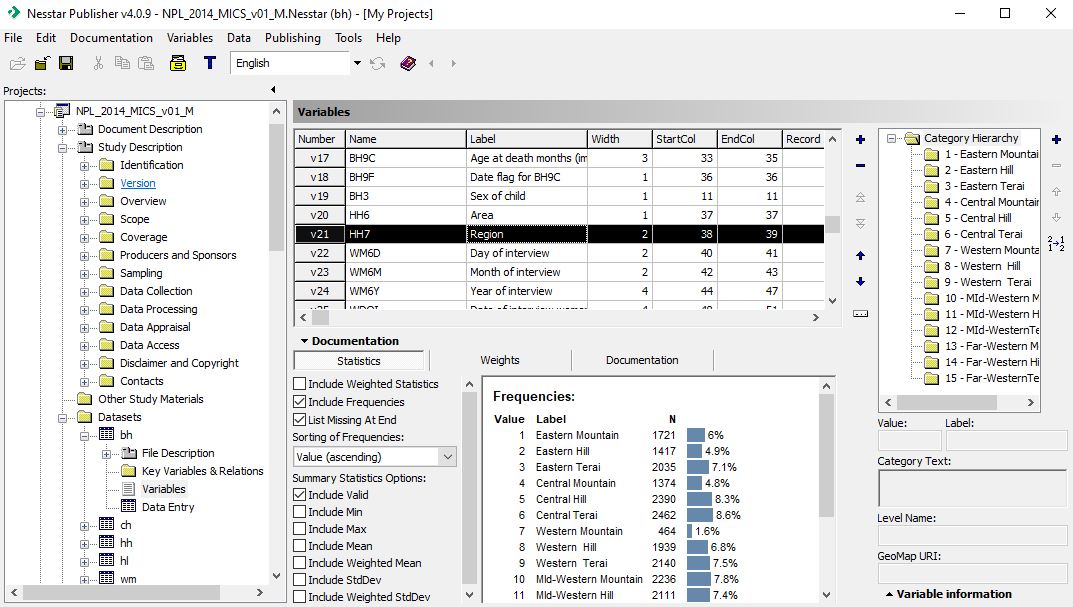 Nesstar Publisher v4.0.9 - NPL_2014_MICS_v01_M.Nesstar (bh) - [My Projects]
File Edit Documentation Variables Data Publishing Tools Help
T English
Projects:
NPL_2014_MICS_v01_M
Document Description
Study Description
Identification
Version
Overview
Scope
Coverage
Producers and Sponsors
Sampling
Data Collection
Data Processing
Data Appraisal
Data Access
Disclaimer and Copyright
Contacts
Other Study Materials
Datasets
bh
File Description
Key Variables & Relations
Variables
Data Entry
ch
hh
hl
wm
Variables
Number Name Label Width StartCol EndCol Record
v17 BH9C Age at death months (im 3 33 35
v18 BH9F Date flag for BH9C 1 36 36
v19 BH3 Sex of child 1 11 11
v20 HH6 Area 1 37 37
v21 HH7 Region 2 38 39
v22 WM6D Day of interview 2 40 41
v23 WM6M Month of interview 2 42 43
v24 WM6Y Year of interview 4 44 47
Documentation
Statistics Weights Documentation
Include Weighted Statistics
Include Frequencies
List Missing At End
Sorting of Frequencies:
Value (ascending)
Summary Statistics Options:
Include Valid
Include Min
Include Max
Include Mean
Include Weighted Mean
Include StdDev
Include Weighted StdDev
Frequencies:
Value Label N
1 Eastern Mountain 1721 6%
2 Eastern Hill 1417 4.9%
3 Eastern Terai 2035 7.1%
4 Central Mountain 1374 4.8%
5 Central Hill 2390 8.3%
6 Central Terai 2462 8.6%
7 Western Mountain 464 1.6%
8 Western Hill 1939 6.8%
9 Western Terai 2140 7.5%
10 MId-Western Mountain 2236 7.8%
11 MId-Western Hill 2111 7.4%
Category Hierarchy
1 - Eastern Mountai
2 - Eastern Hill
3 - Eastern Terai
4 - Central Mountai
5 - Central Hill
6 - Central Terai
7 - Western Mounta
8 - Western Hill
9 - Western Terai
10 - MId-Western M
11 - MId-Western H
12 - MId-WesternTe
13 - Far-Western M
14 - Far-Western Hi
15 - Far-WesternTe
Value: Label:
Category Text:
Level Name:
GeoMap URI:
Variable information